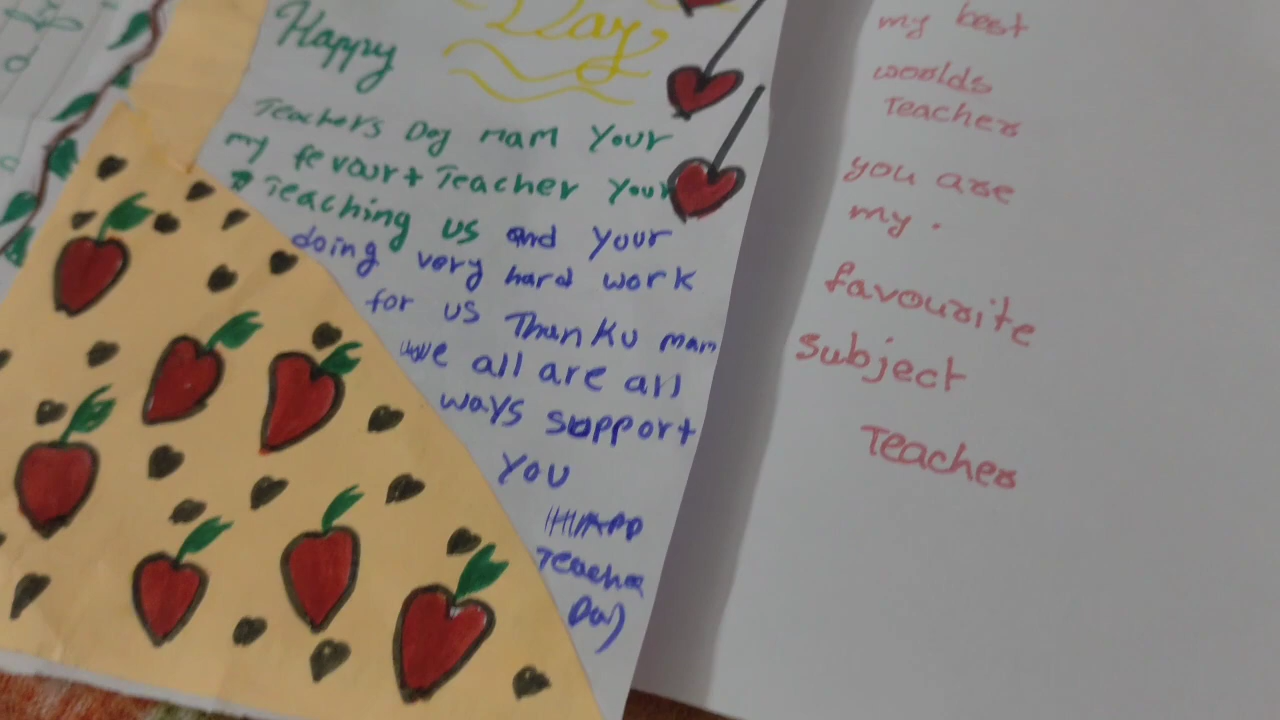 Day
Happy
Teachers Day mam Your
my fevourt Teacher Your
Teaching us and your
doing very hard work
for us Thanku mam
we all are all
ways support
you
HAPP
Teacher
Day
my best
worlds
Teacher
you are
my .
favourite
subject
Teacher